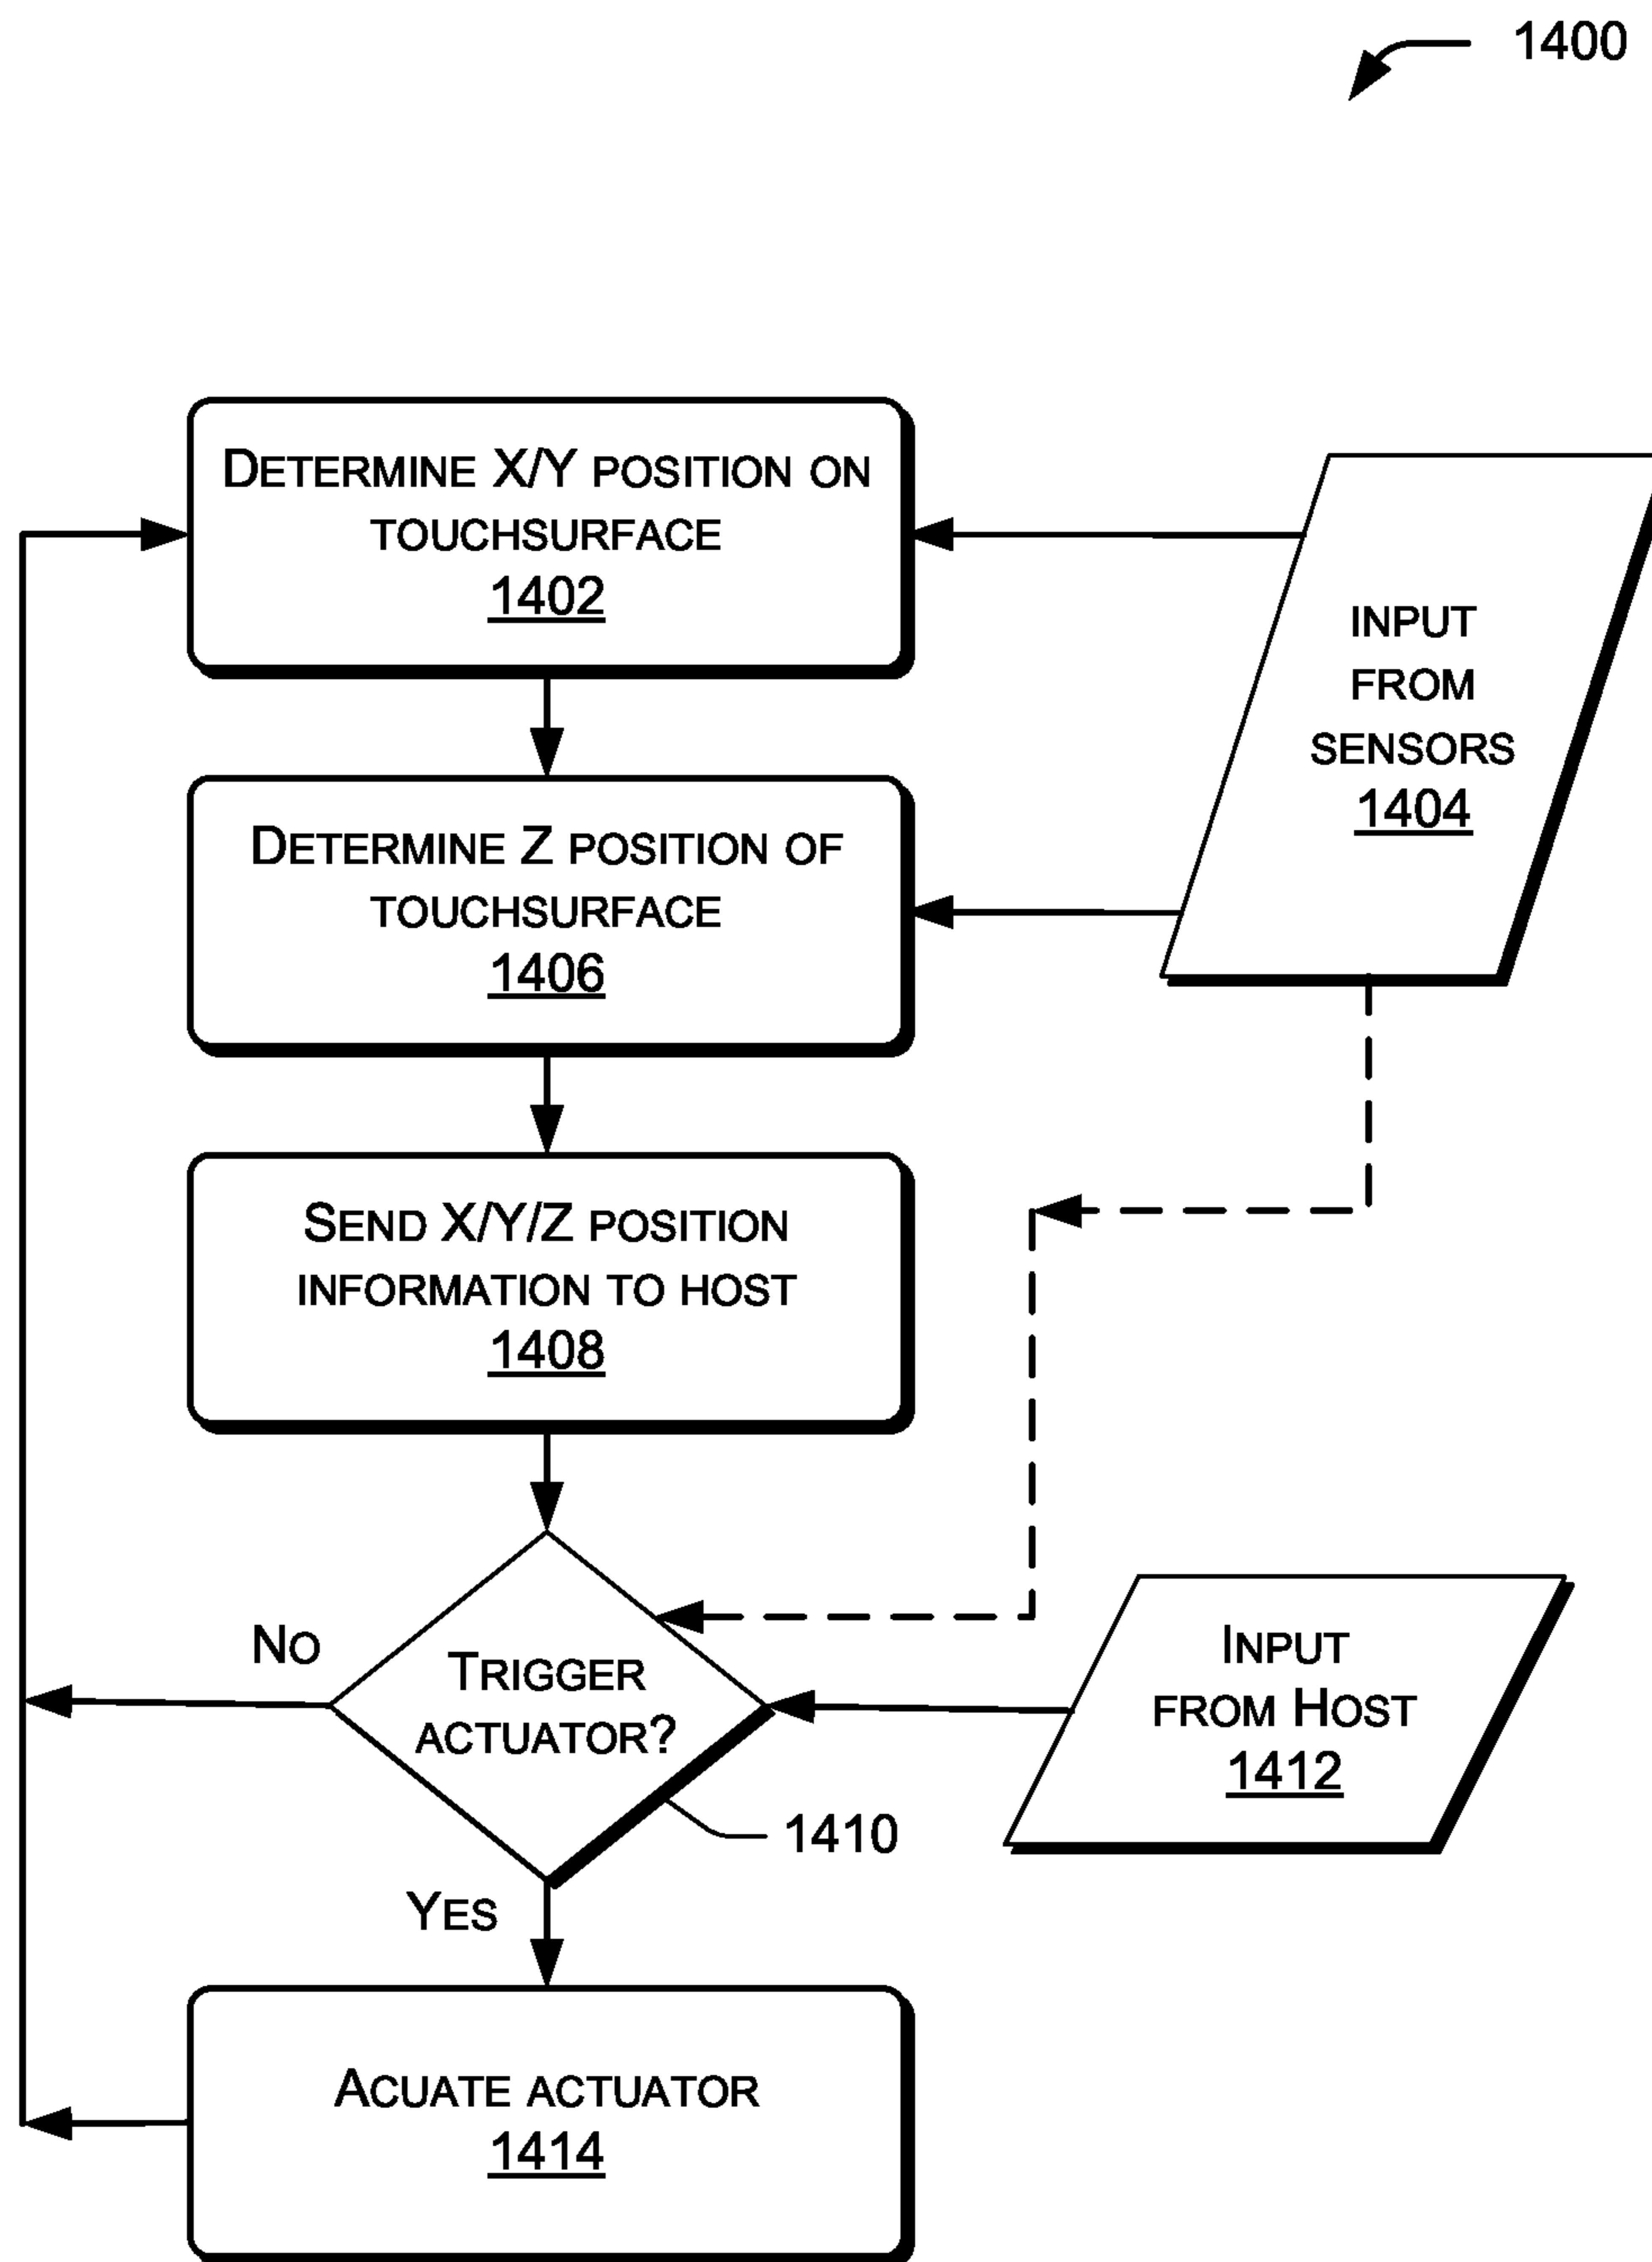 1400
DETERMINE X/Y POSITION ON
TOUCHSURFACE
1402
INPUT
FROM
SENSORS
1404
DETERMINE Z POSITION OF
TOUCHSURFACE
1406
SEND X/Y/Z POSITION
INFORMATION TO HOST
1408
NO
TRIGGER
ACTUATOR?
INPUT
FROM HOST
1412
1410
YES
ACUATE ACTUATOR
1414